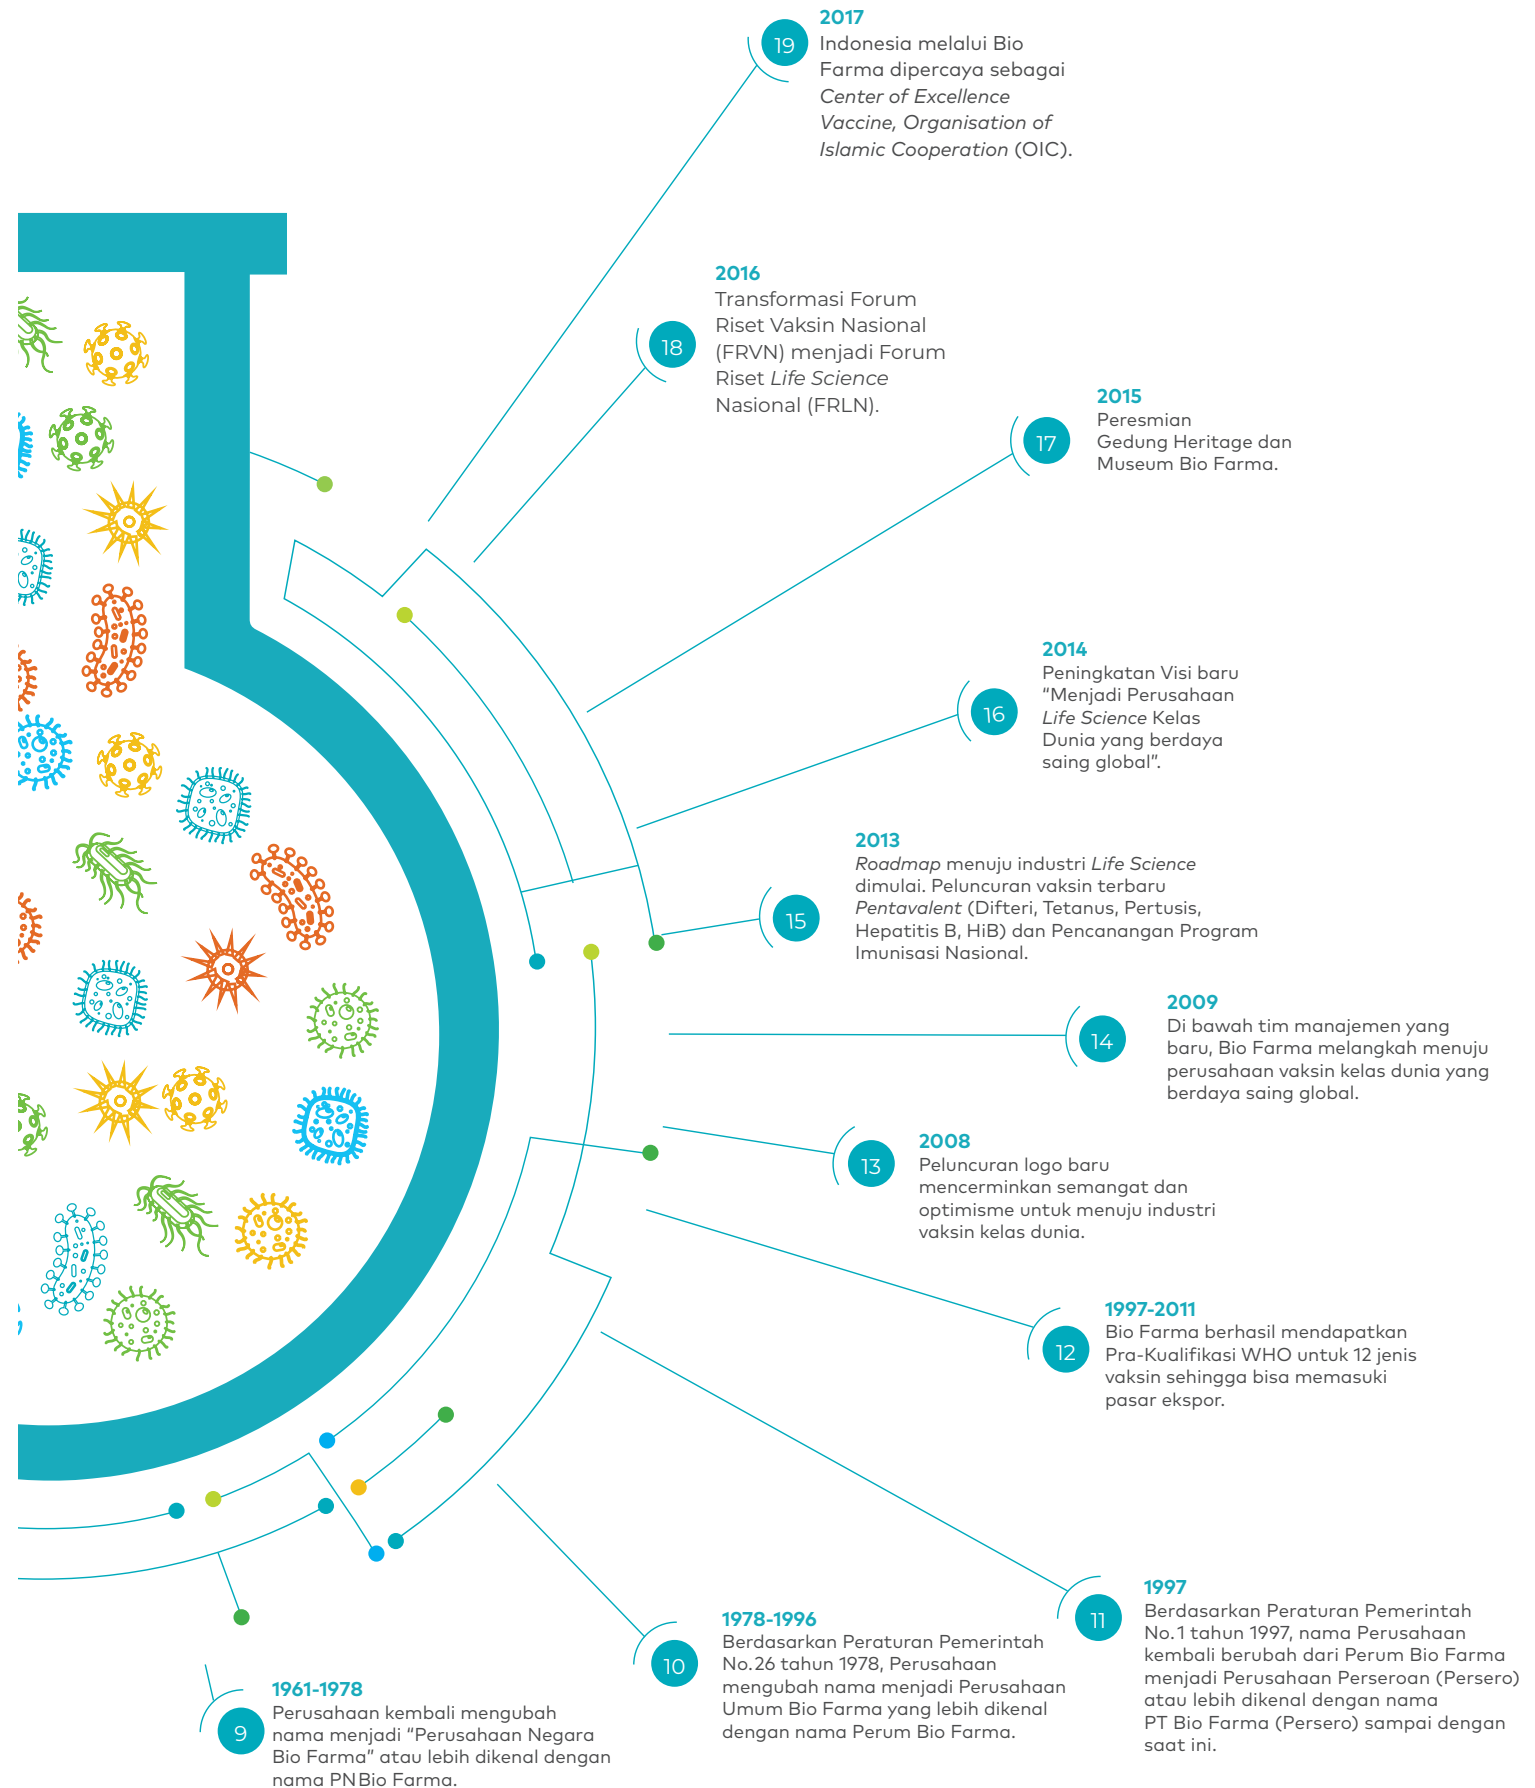 19
2017
Indonesia melalui Bio
Farma dipercaya sebagai
Center of Excellence
Vaccine, Organisation of
Islamic Cooperation (OIC).
18
2016
Transformasi Forum
Riset Vaksin Nasional
(FRVN) menjadi Forum
Riset Life Science
Nasional (FRLN).
17
2015
Peresmian
Gedung Heritage dan
Museum Bio Farma.
16
2014
Peningkatan Visi baru
“Menjadi Perusahaan
Life Science Kelas
Dunia yang berdaya
saing global”.
15
2013
Roadmap menuju industri Life Science
dimulai. Peluncuran vaksin terbaru
Pentavalent (Difteri, Tetanus, Pertusis,
Hepatitis B, HiB) dan Pencanangan Program
Imunisasi Nasional.
14
2009
Di bawah tim manajemen yang
baru, Bio Farma melangkah menuju
perusahaan vaksin kelas dunia yang
berdaya saing global.
13
2008
Peluncuran logo baru
mencerminkan semangat dan
optimisme untuk menuju industri
vaksin kelas dunia.
12
1997-2011
Bio Farma berhasil mendapatkan
Pra-Kualifikasi WHO untuk 12 jenis
vaksin sehingga bisa memasuki
pasar ekspor.
11
1997
Berdasarkan Peraturan Pemerintah
No.1 tahun 1997, nama Perusahaan
kembali berubah dari Perum Bio Farma
menjadi Perusahaan Perseroan (Persero)
atau lebih dikenal dengan nama
PT Bio Farma (Persero) sampai dengan
saat ini.
10
1978-1996
Berdasarkan Peraturan Pemerintah
No.26 tahun 1978, Perusahaan
mengubah nama menjadi Perusahaan
Umum Bio Farma yang lebih dikenal
dengan nama Perum Bio Farma.
9
1961-1978
Perusahaan kembali mengubah
nama menjadi “Perusahaan Negara
Bio Farma” atau lebih dikenal dengan
nama PN Bio Farma.